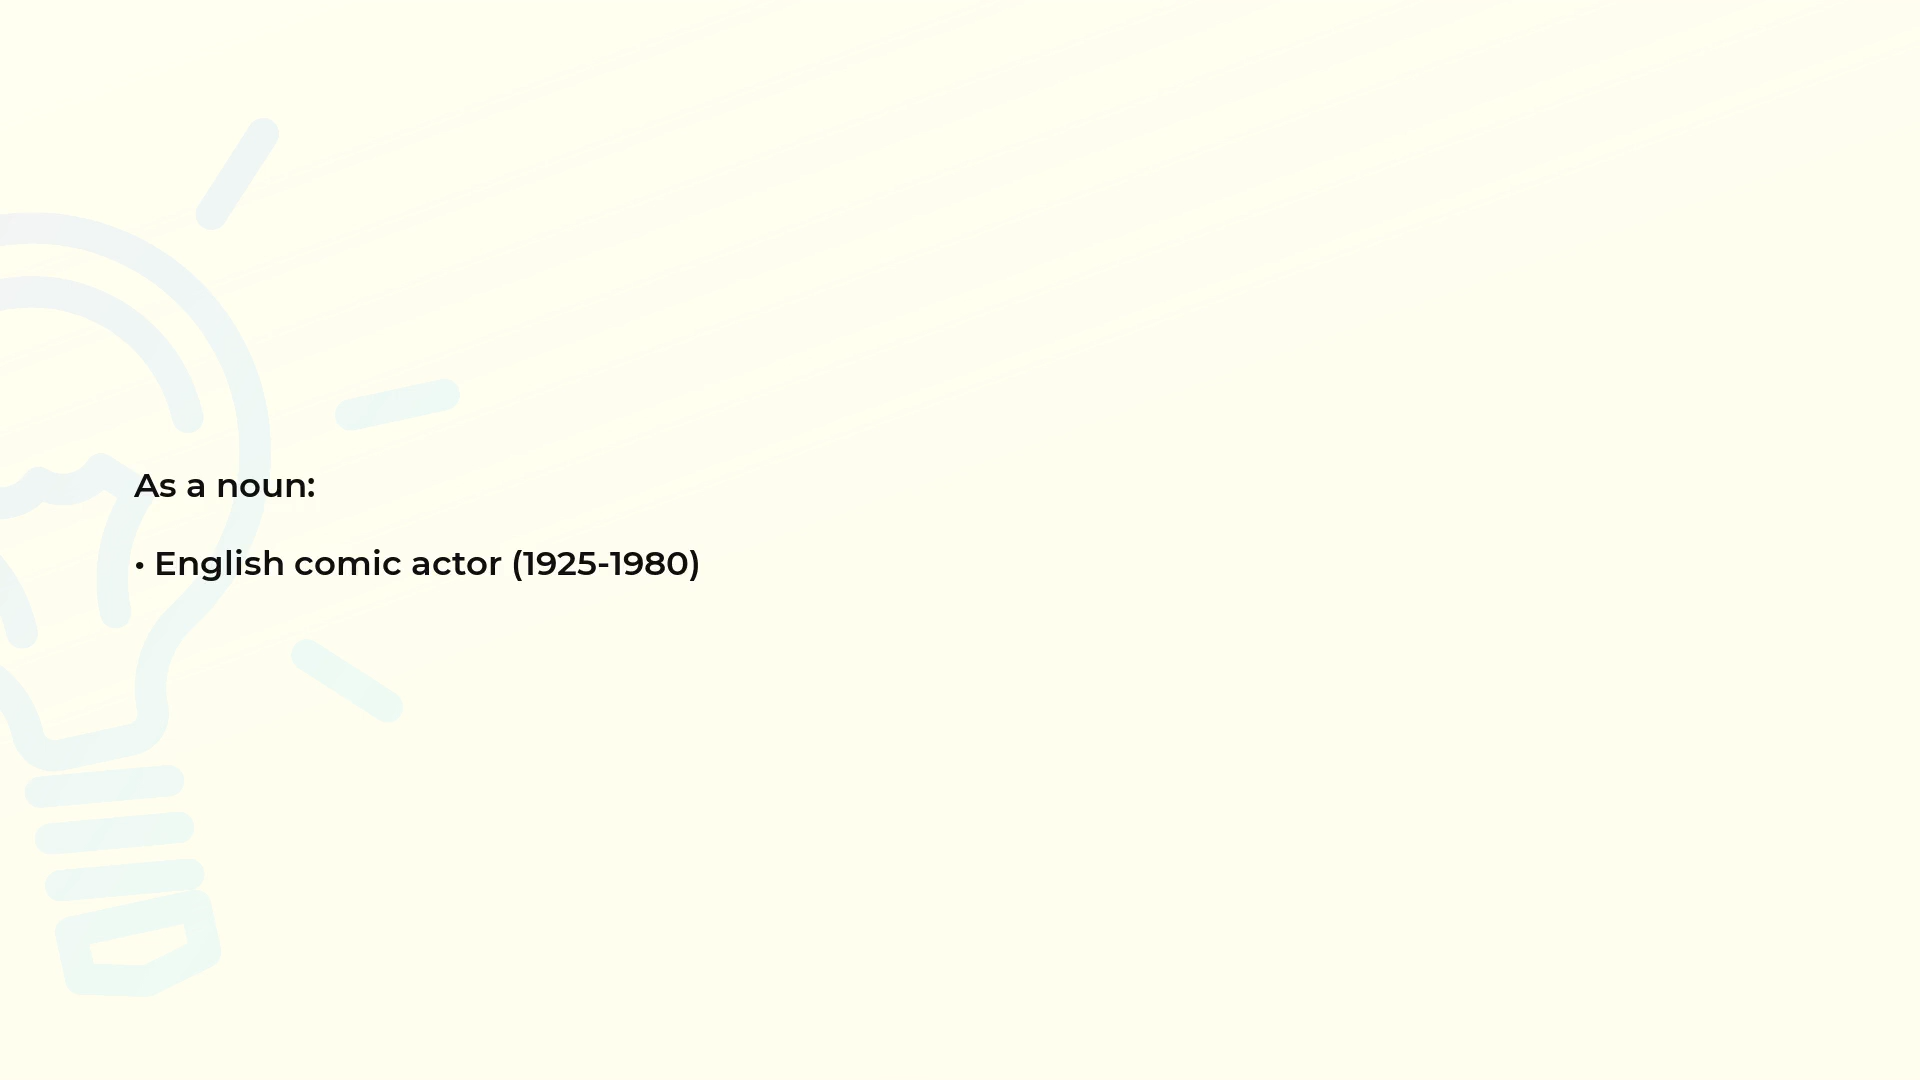 As a noun:
• English comic actor (1925-1980)